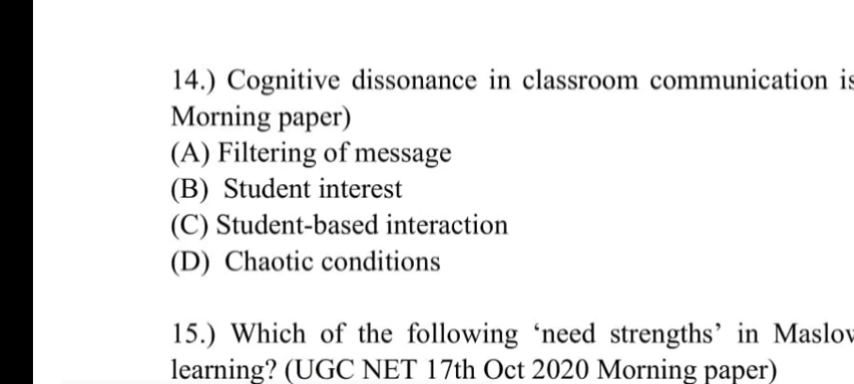 14.) Cognitive dissonance in classroom communication is
Morning paper)
(A) Filtering of message
(B) Student interest
(C) Student-based interaction
(D) Chaotic conditions
15.) Which of the following ‘need strengths’ in Maslow
learning? (UGC NET 17th Oct 2020 Morning paper)